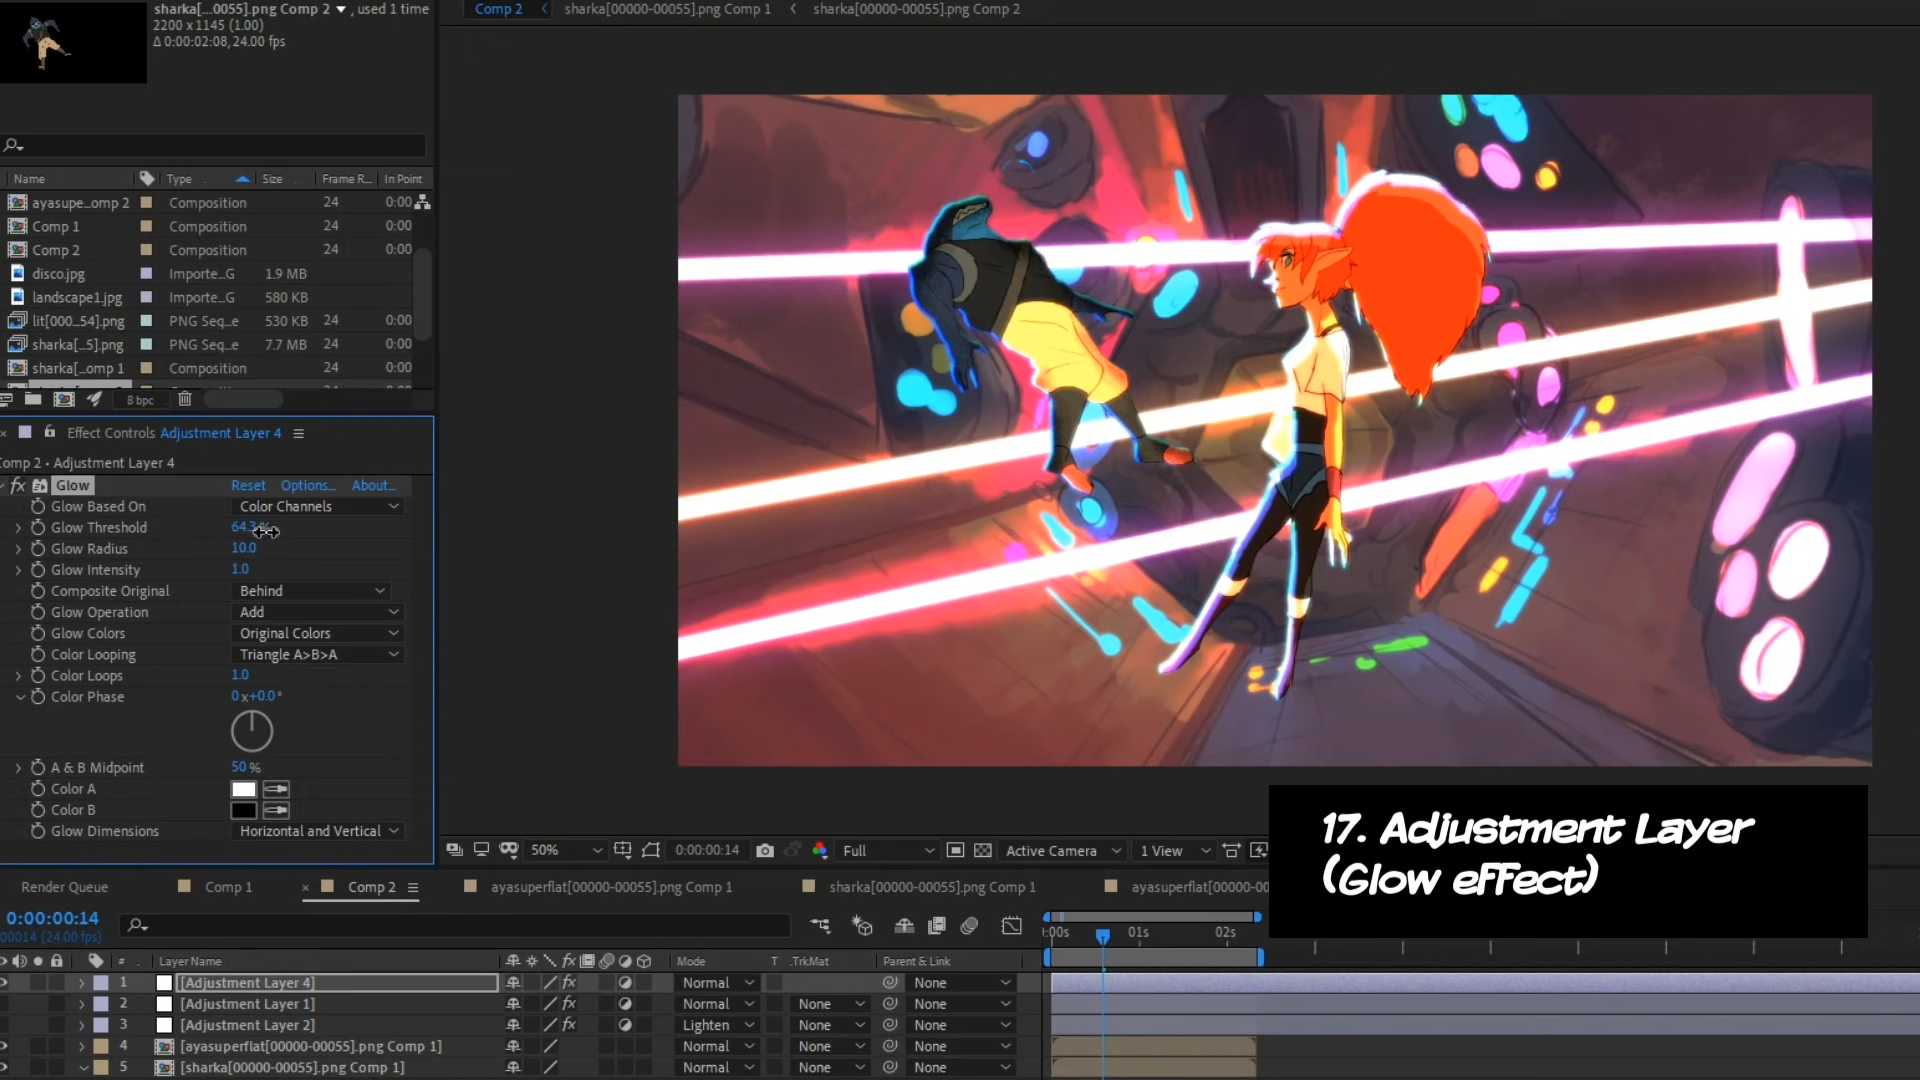 sharka[...0055].png Comp 2 ▼, used 1 time
2200 x 1145 (1.00)
Δ 0:00:02:08, 24.00 fps
Comp 2 < sharka[00000-00055].png Comp 1 < sharka[00000-00055].png Comp 2
Name Type Size Frame R... In Point
ayasupe...omp 2 Composition 24 0:00
Comp 1 Composition 24 0:00
Comp 2 Composition 24 0:00
disco.jpg Importe...G 1.9 MB
landscape1.jpg Importe...G 580 KB
lit[000...54].png PNG Seq...e 530 KB 24 0:00
sharka[...5].png PNG Seq...e 7.7 MB 24 0:00
sharka[...omp 1 Composition 24 0:00
8 bpc
× Effect Controls Adjustment Layer 4 ≡
Comp 2 • Adjustment Layer 4
fx Glow Reset Options... About...
Glow Based On Color Channels
Glow Threshold
Glow Radius 10.0
Glow Intensity 1.0
Composite Original Behind
Glow Operation Add
Glow Colors Original Colors
Color Looping Triangle A>B>A
Color Loops 1.0
Color Phase 0 x+0.0°
A & B Midpoint 50 %
Color A
Color B
Glow Dimensions Horizontal and Vertical
50% 0:00:00:14 Full Active Camera 1 View
17. Adjustment Layer
(Glow effect)
Render Queue Comp 1 × Comp 2 ≡ ayasuperflat[00000-00055].png Comp 1 sharka[00000-00055].png Comp 1 ayasuperflat[00000-00
0:00:00:14
00014 (24.00 fps)
:00s 01s 02s
# Layer Name fx Mode T .TrkMat Parent & Link
1 [Adjustment Layer 4] fx Normal None
2 [Adjustment Layer 1] fx Normal None None
3 [Adjustment Layer 2] fx Lighten None None
4 [ayasuperflat[00000-00055].png Comp 1] Normal None None
5 [sharka[00000-00055].png Comp 1] Normal None None